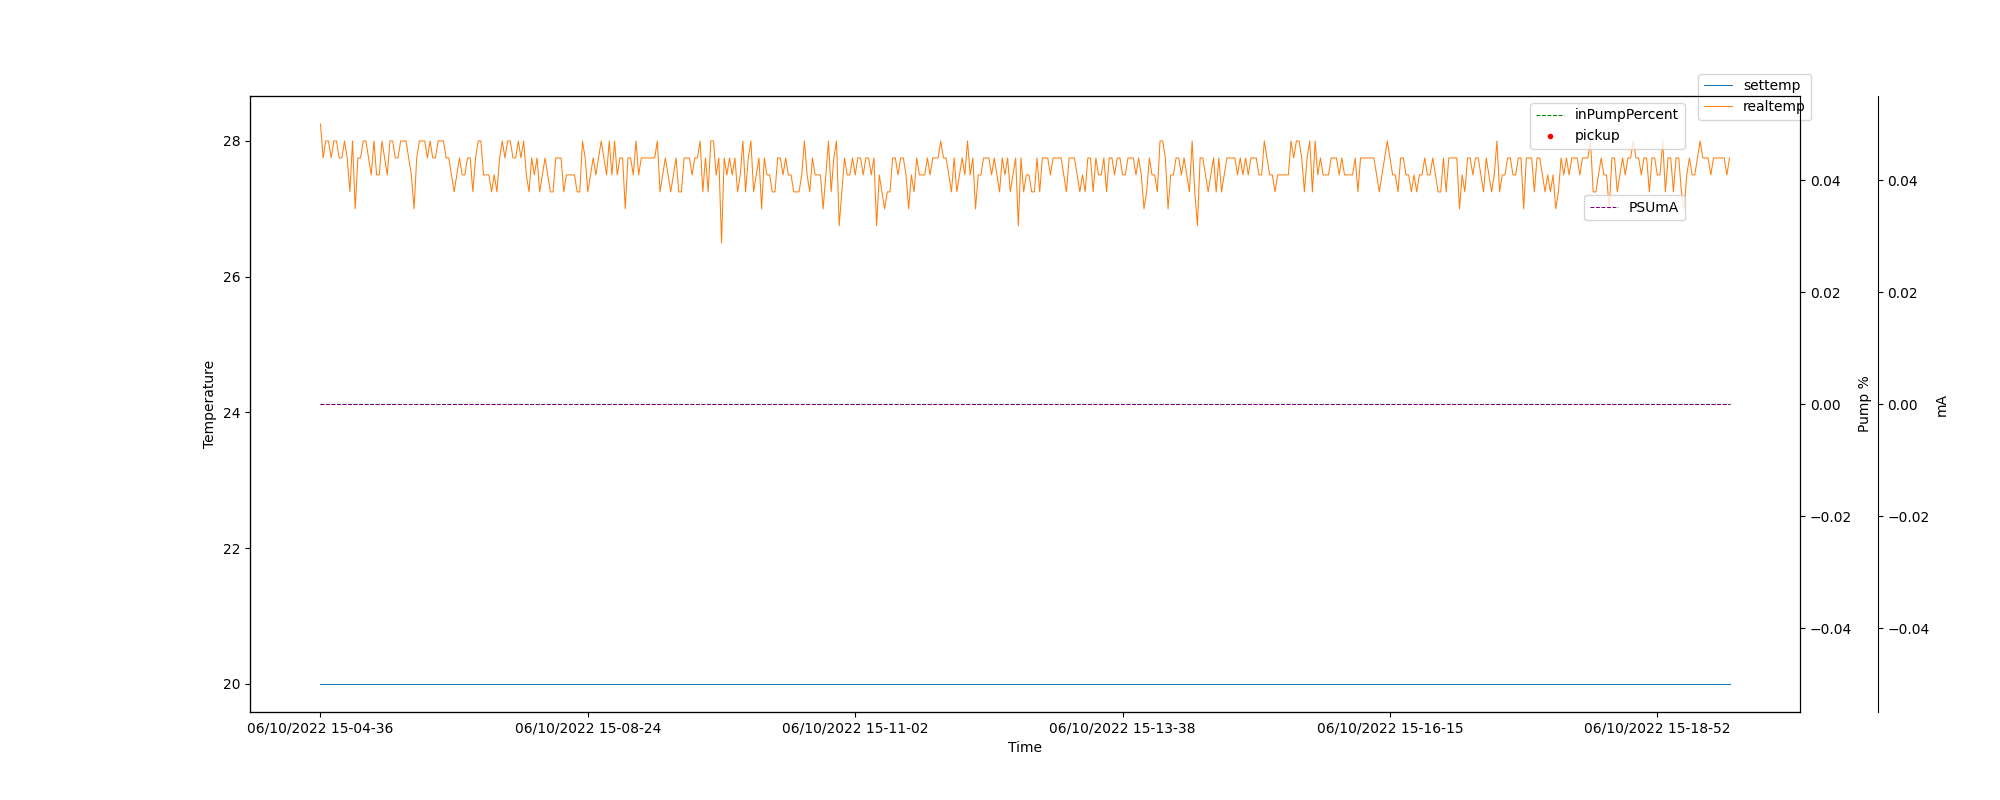 settemp
realtemp
inPumpPercent
pickup
PSUmA
28
26
24
22
20
Temperature
0.04
0.02
0.00
−0.02
−0.04
Pump %
0.04
0.02
0.00
−0.02
−0.04
mA
06/10/2022 15-04-36
06/10/2022 15-08-24
06/10/2022 15-11-02
06/10/2022 15-13-38
06/10/2022 15-16-15
06/10/2022 15-18-52
Time